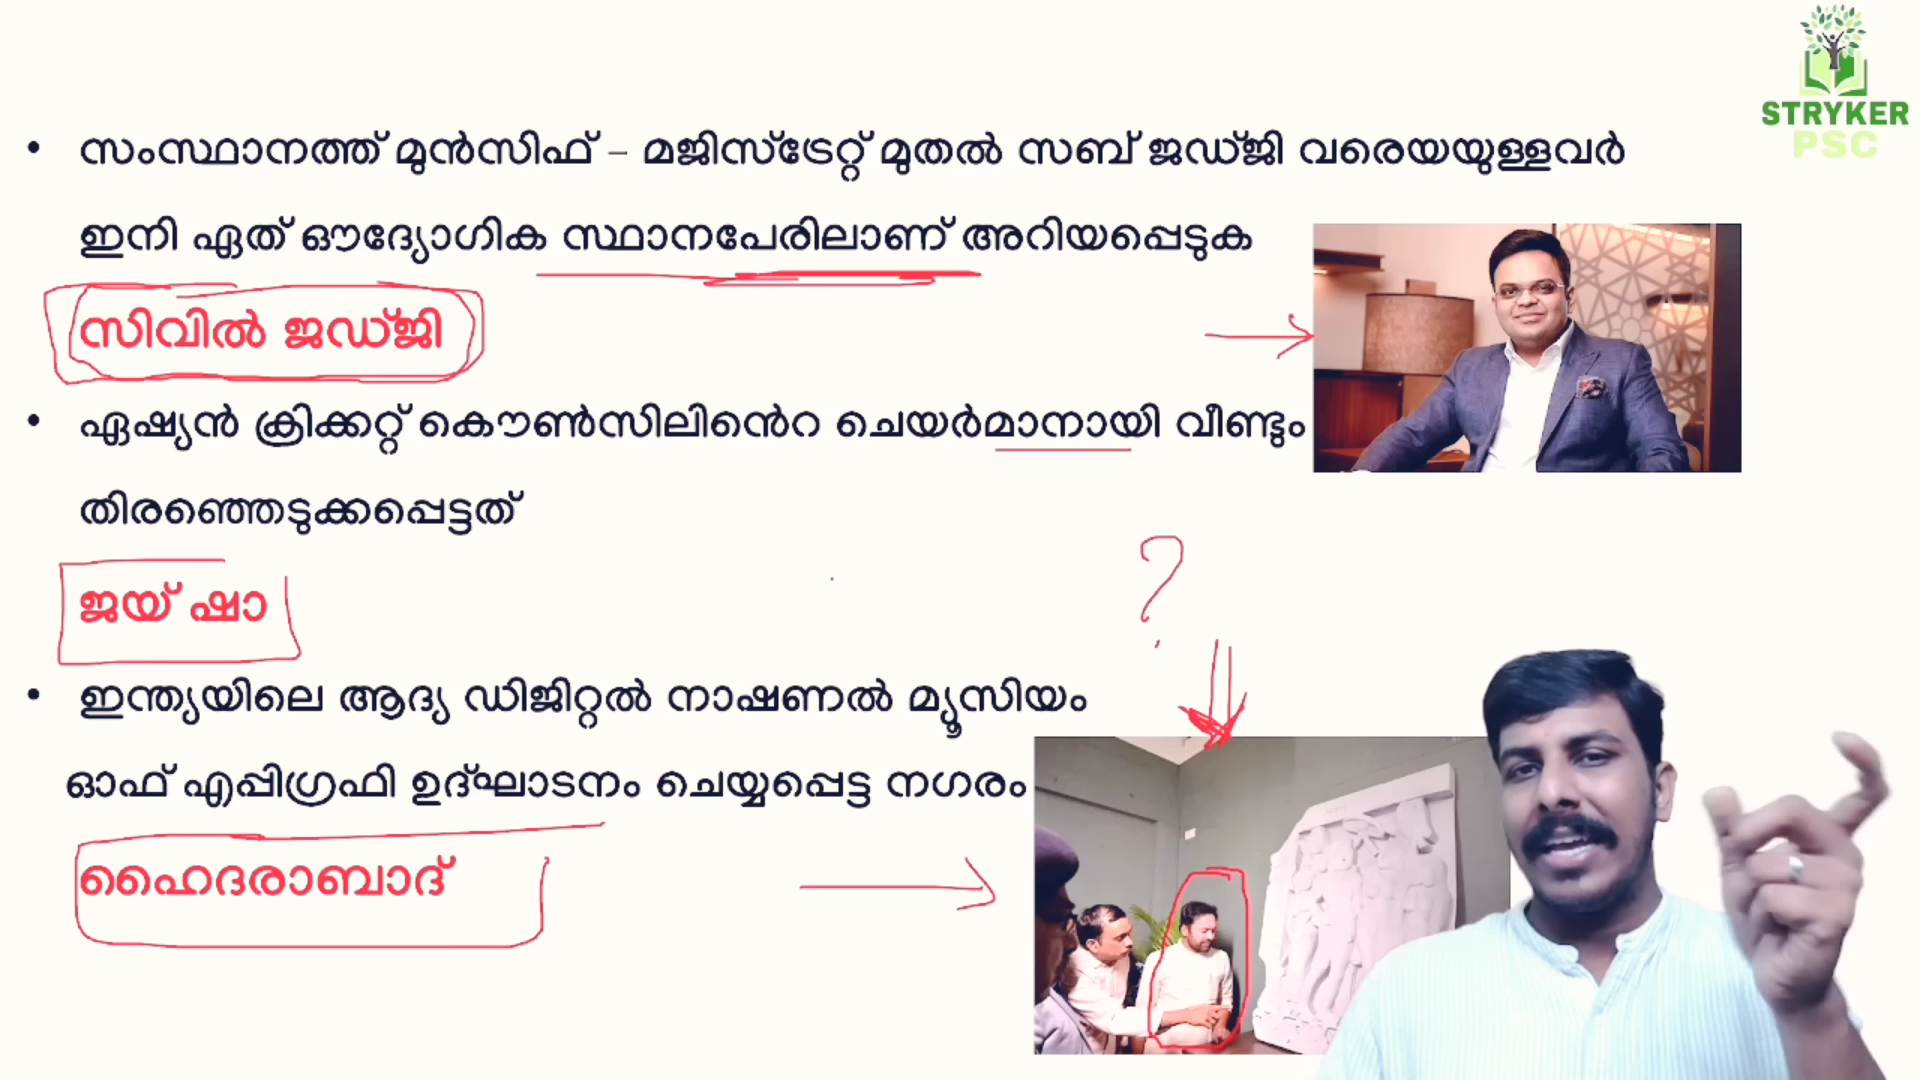 STRYKER
PSC
• സംസ്ഥാനത്ത് മുൻസിഫ് – മജിസ്ട്രേറ്റ് മുതൽ സബ് ജഡ്ജി വരെയയുള്ളവർ
ഇനി ഏത് ഔദ്യോഗിക സ്ഥാനപേരിലാണ് അറിയപ്പെടുക
സിവിൽ ജഡ്ജി
• ഏഷ്യൻ ക്രിക്കറ്റ് കൌൺസിലിൻെറ ചെയർമാനായി വീണ്ടും
തിരഞ്ഞെടുക്കപ്പെട്ടത്
ജയ് ഷാ
?
• ഇന്ത്യയിലെ ആദ്യ ഡിജിറ്റൽ നാഷണൽ മ്യൂസിയം
ഓഫ് എപ്പിഗ്രഫി ഉദ്ഘാടനം ചെയ്യപ്പെട്ട നഗരം
ഹൈദരാബാദ്